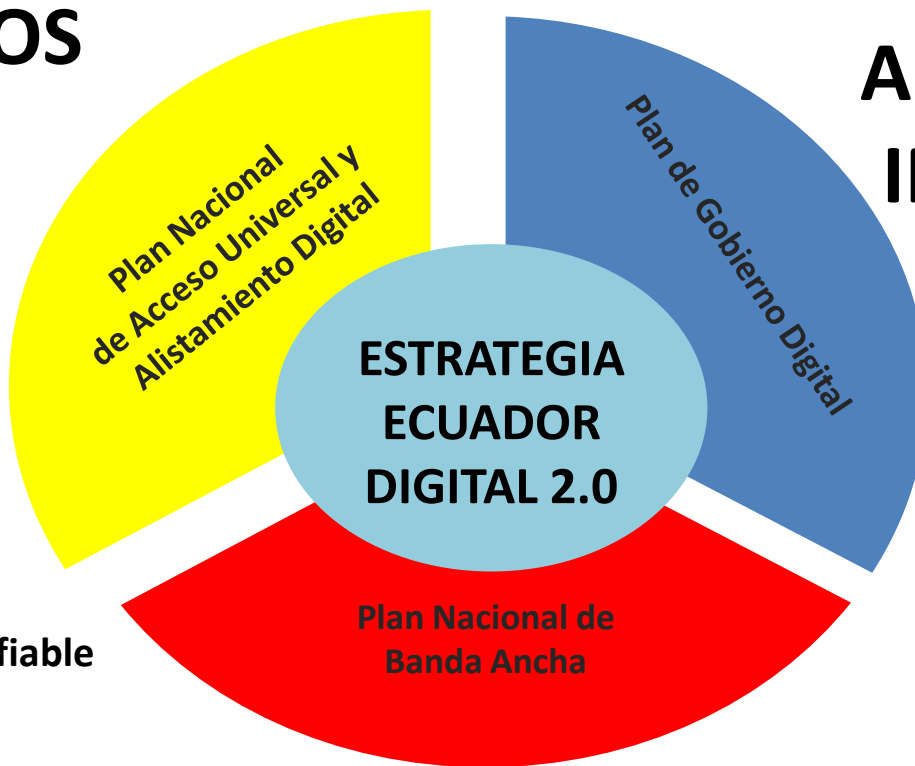 OS
A
Plan Nacional
de Acceso Universal y
Alistamiento Digital
Plan de Gobierno Digital
ESTRATEGIA
ECUADOR
DIGITAL 2.0
Plan Nacional de
Banda Ancha
fiable